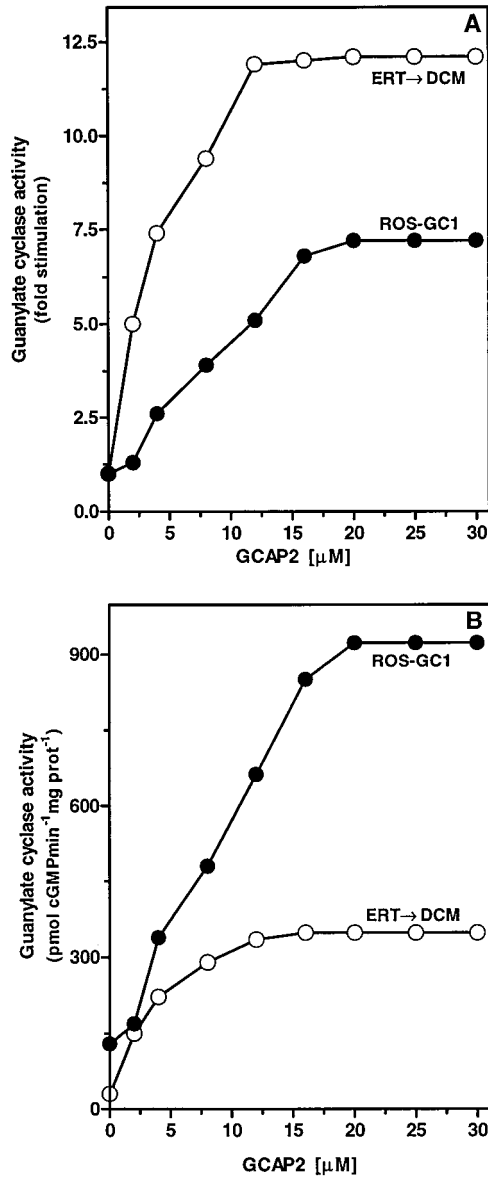 A
12.5
10.0
7.5
5.0
2.5
0.0
Guanylate cyclase activity
(fold stimulation)
ERT→DCM
ROS-GC1
0 5 10 15 20 25 30
GCAP2 [μM]
B
900
600
300
0
Guanylate cyclase activity
(pmol cGMPmin⁻¹mg prot⁻¹)
ROS-GC1
ERT→DCM
0 5 10 15 20 25 30
GCAP2 [μM]